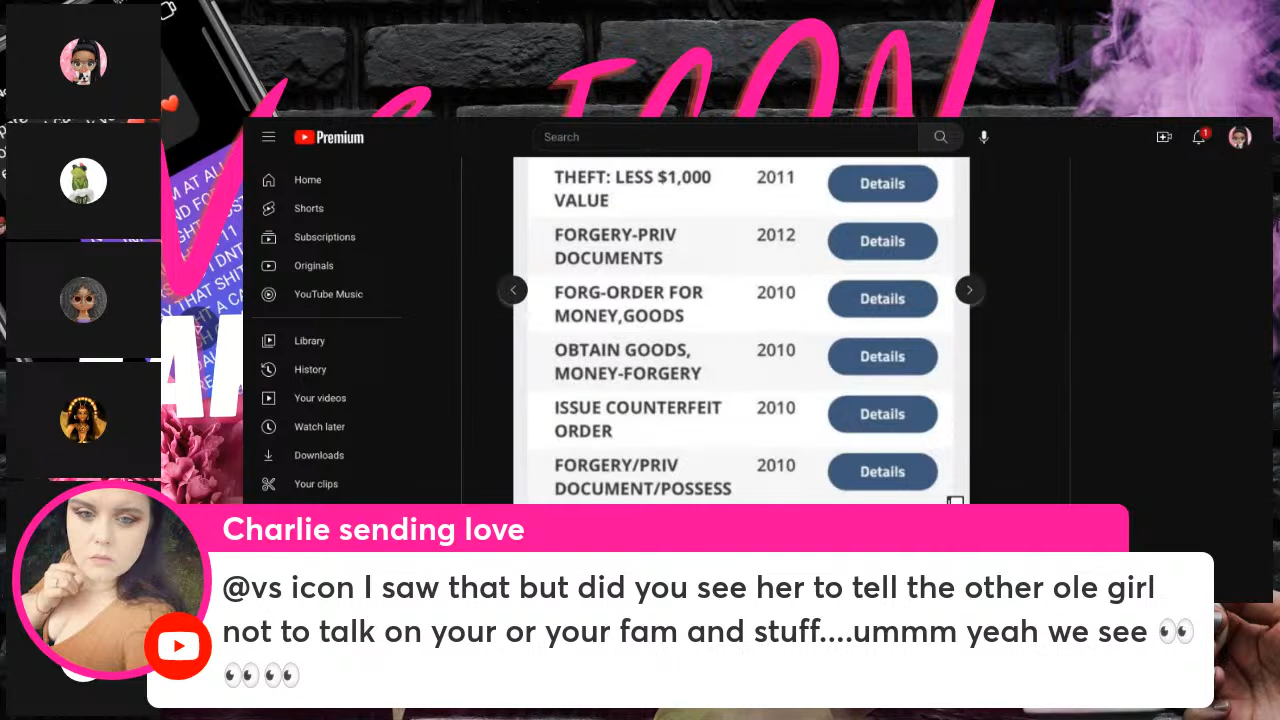 Vs ICON
Premium
Search
1
Home
Shorts
Subscriptions
Originals
YouTube Music
Library
History
Your videos
Watch later
Downloads
Your clips
THEFT: LESS $1,000
VALUE
2011
Details
FORGERY-PRIV
DOCUMENTS
2012
Details
FORG-ORDER FOR
MONEY,GOODS
2010
Details
OBTAIN GOODS,
MONEY-FORGERY
2010
Details
ISSUE COUNTERFEIT
ORDER
2010
Details
FORGERY/PRIV
DOCUMENT/POSSESS
2010
Details
Charlie sending love
@vs icon I saw that but did you see her to tell the other ole girl
not to talk on your or your fam and stuff....ummm yeah we see 👀
👀👀